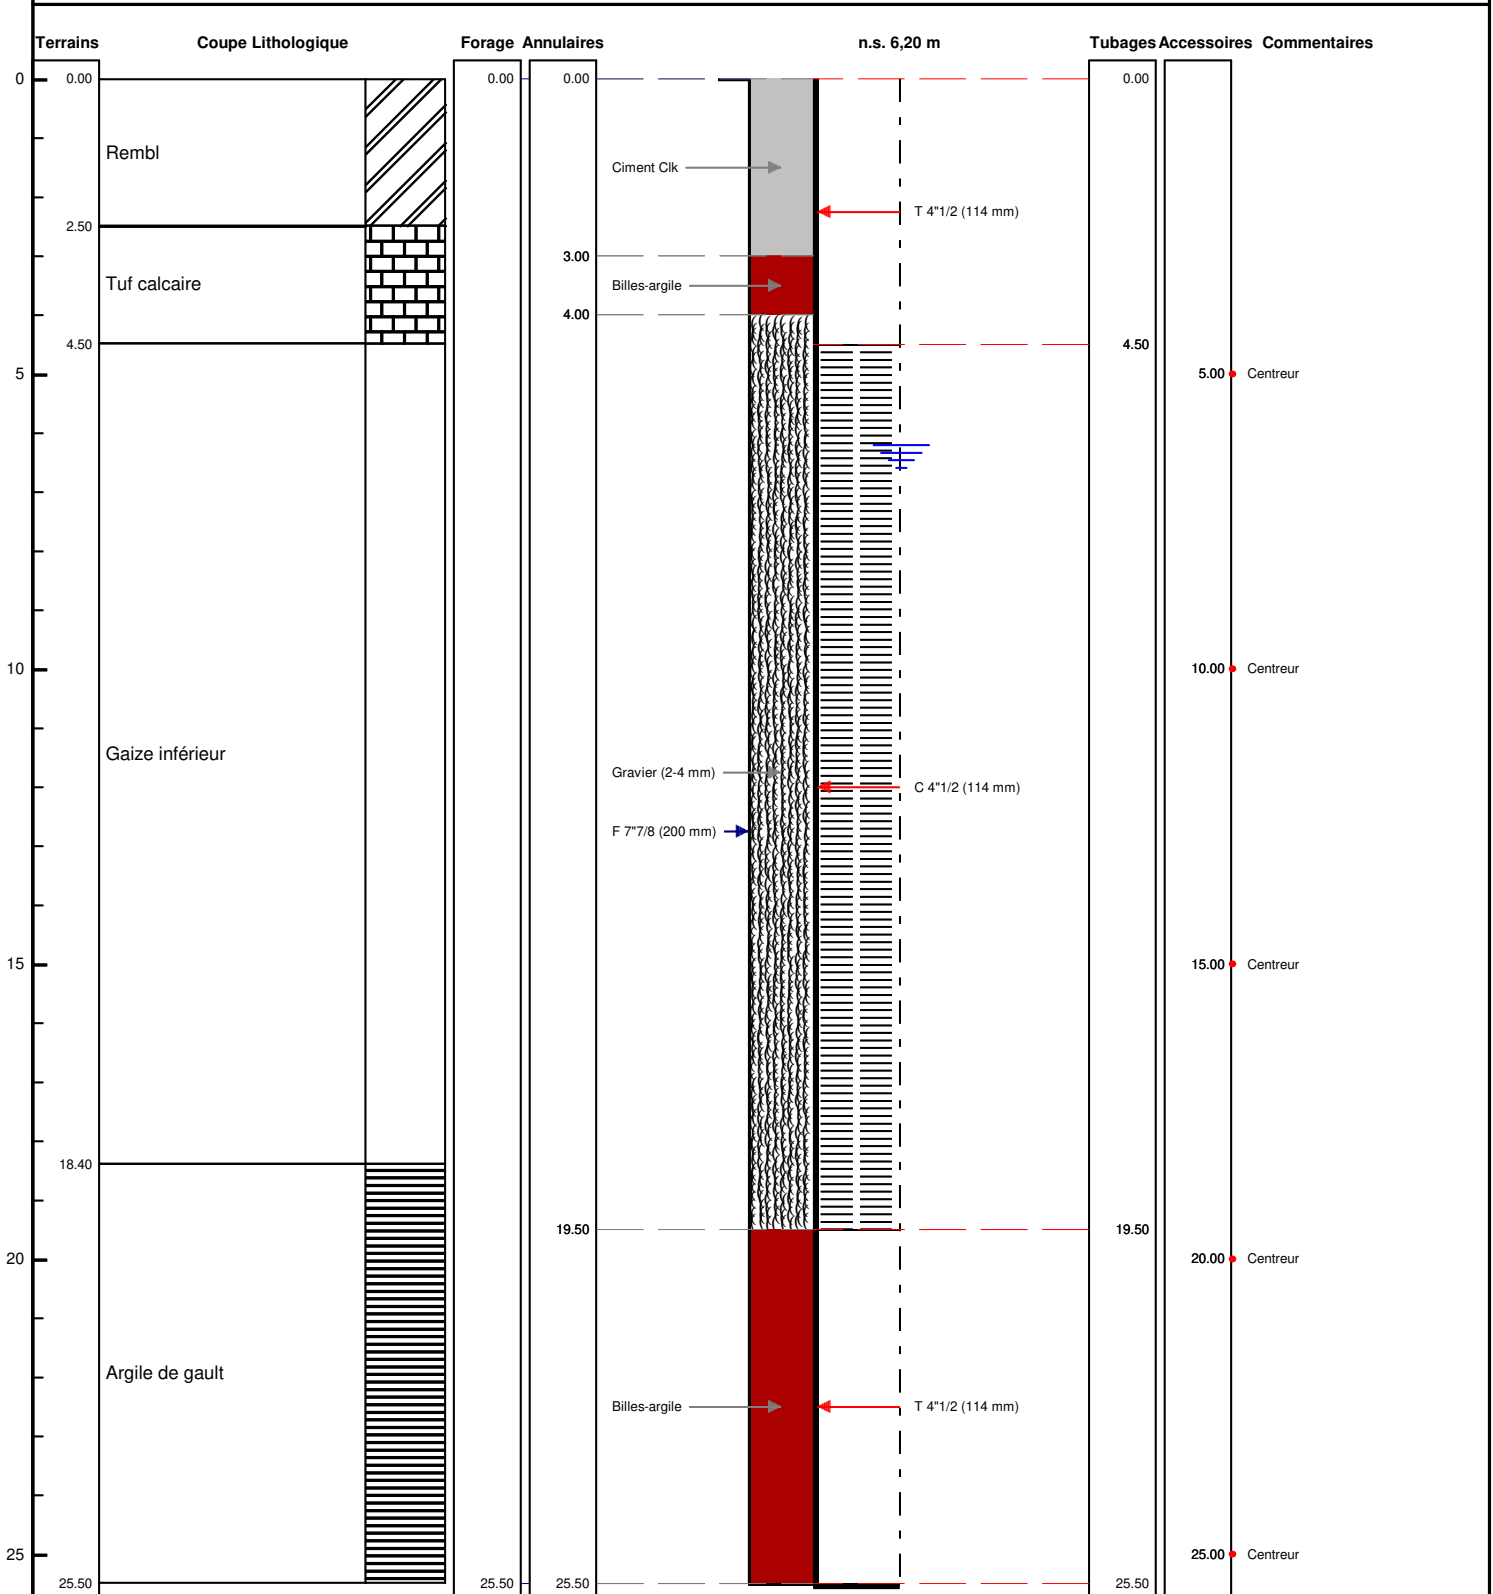 Terrains Coupe Lithologique Forage Annulaires n.s. 6,20 m Tubages Accessoires Commentaires
0 0.00 0.00 0.00 0.00
Rembl
Ciment Clk
T 4"1/2 (114 mm)
2.50
3.00
Tuf calcaire
Billes-argile
4.00
4.50 4.50
5 5.00 Centreur
10 10.00 Centreur
Gaize inférieur
Gravier (2-4 mm)
C 4"1/2 (114 mm)
F 7"7/8 (200 mm)
15 15.00 Centreur
18.40
19.50 19.50
20 20.00 Centreur
Argile de gault
Billes-argile T 4"1/2 (114 mm)
25 25.00 Centreur
25.50 25.50 25.50 25.50